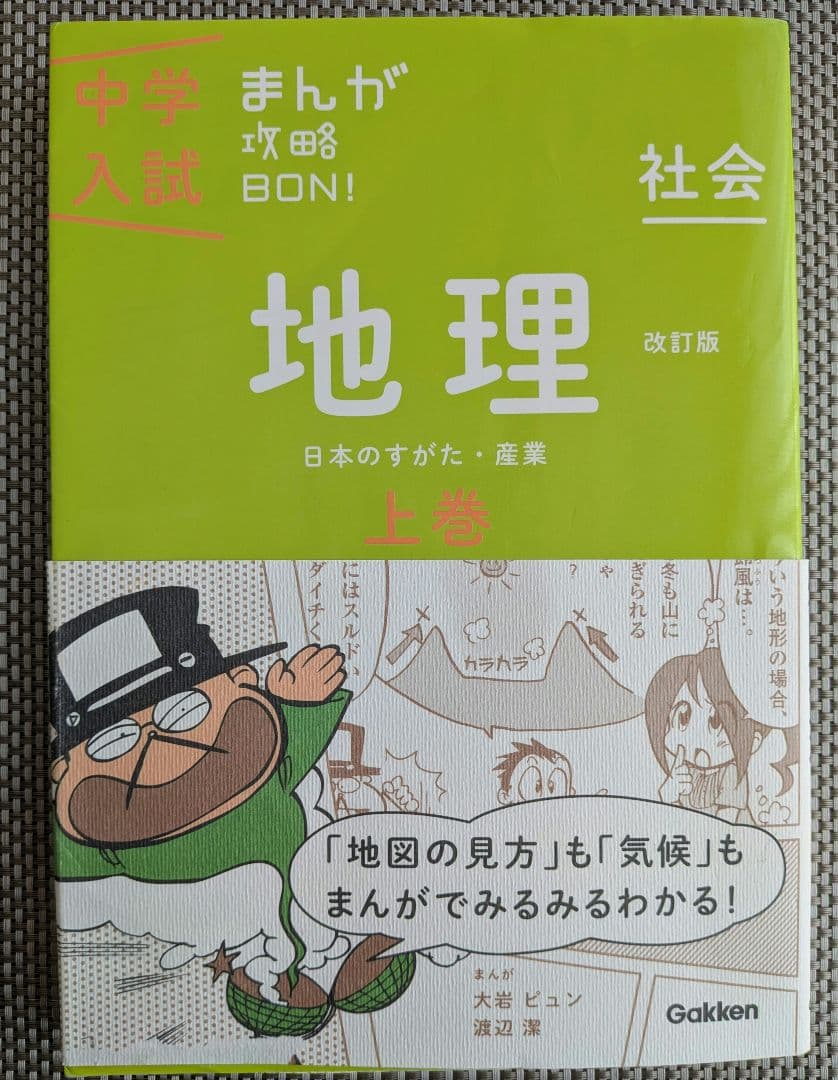 中学
入試
まんが
攻略
BON!
社会
地理
改訂版
日本のすがた・産業
上巻
いう地形の場合、
風は…。
冬も山に
ぎられる
ゃ
?
にはスルド
ダイチく
カラカラ
「地図の見方」も「気候」も
まんがでみるみるわかる!
まんが
大岩 ピュン
渡辺 潔
Gakken